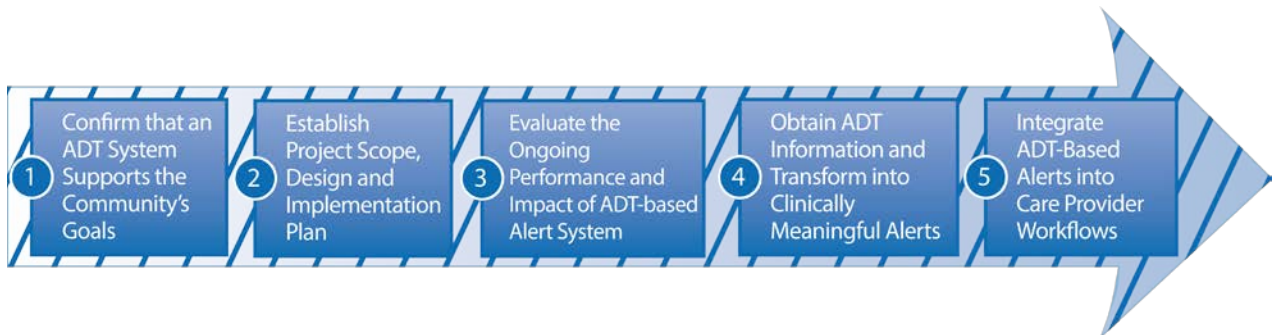 1
Confirm that an
ADT System
Supports the
Community's
Goals
2
Establish
Project Scope,
Design and
Implementation
Plan
3
Evaluate the
Ongoing
Performance and
Impact of ADT-based
Alert System
4
Obtain ADT
Information and
Transform into
Clinically
Meaningful Alerts
5
Integrate
ADT-Based
Alerts into
Care Provider
Workflows